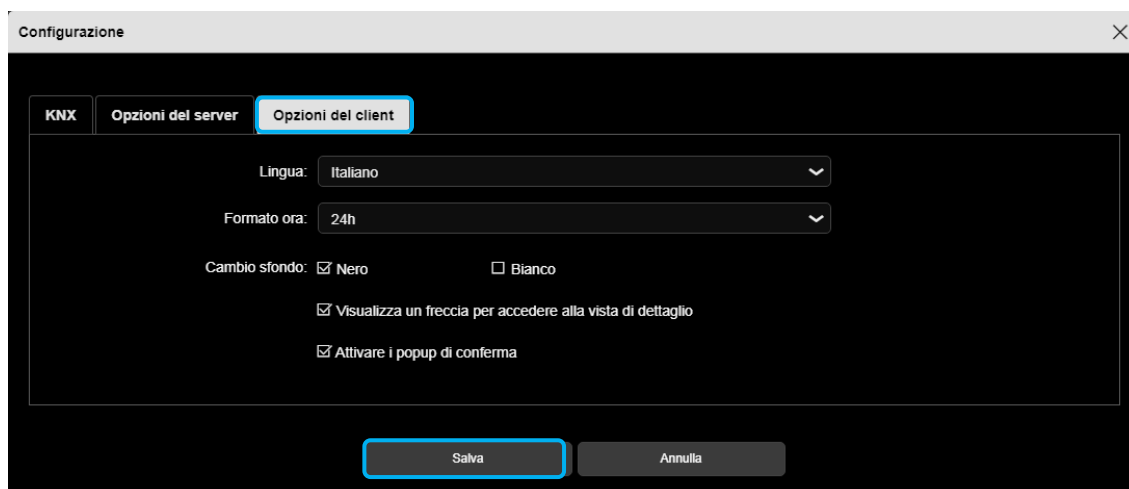 Configurazione
KNX Opzioni del server Opzioni del client
Lingua: Italiano
Formato ora: 24h
Cambio sfondo: Nero Bianco
Visualizza un freccia per accedere alla vista di dettaglio
Attivare i popup di conferma
Salva Annulla